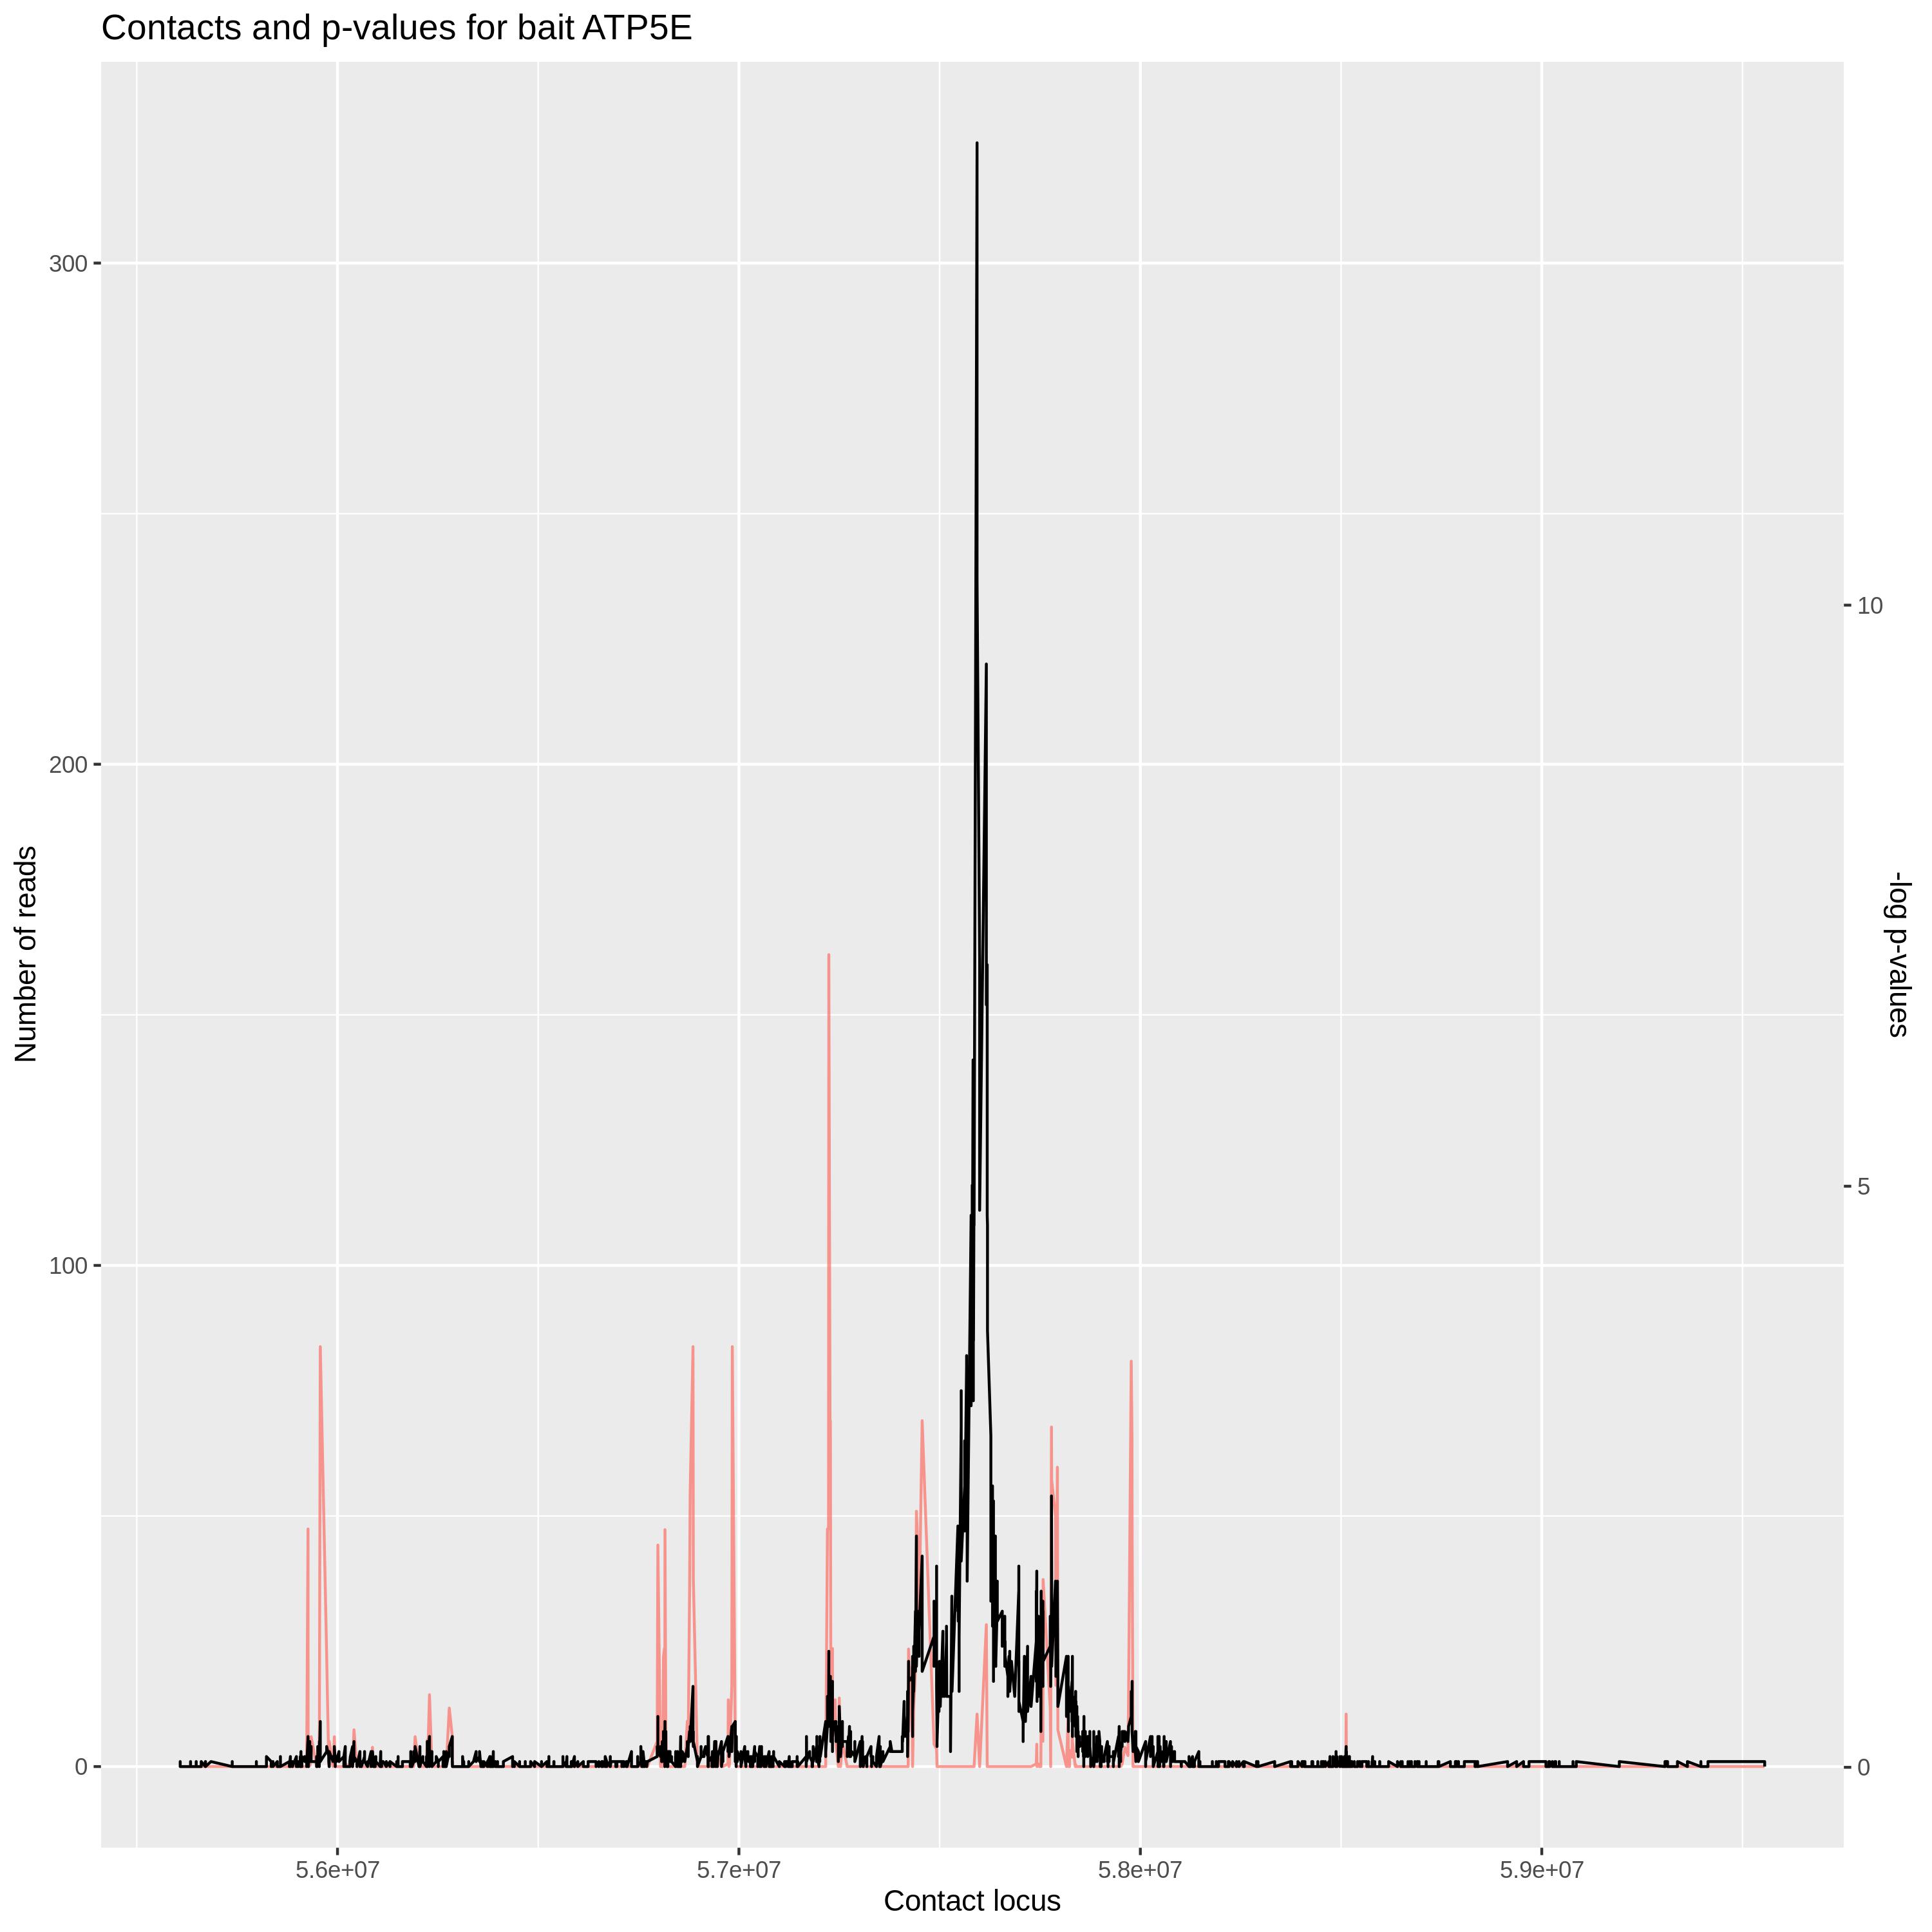 Contacts and p-values for bait ATP5E
300
200
100
0
10
5
0
Number of reads
-log p-values
5.6e+07
5.7e+07
5.8e+07
5.9e+07
Contact locus